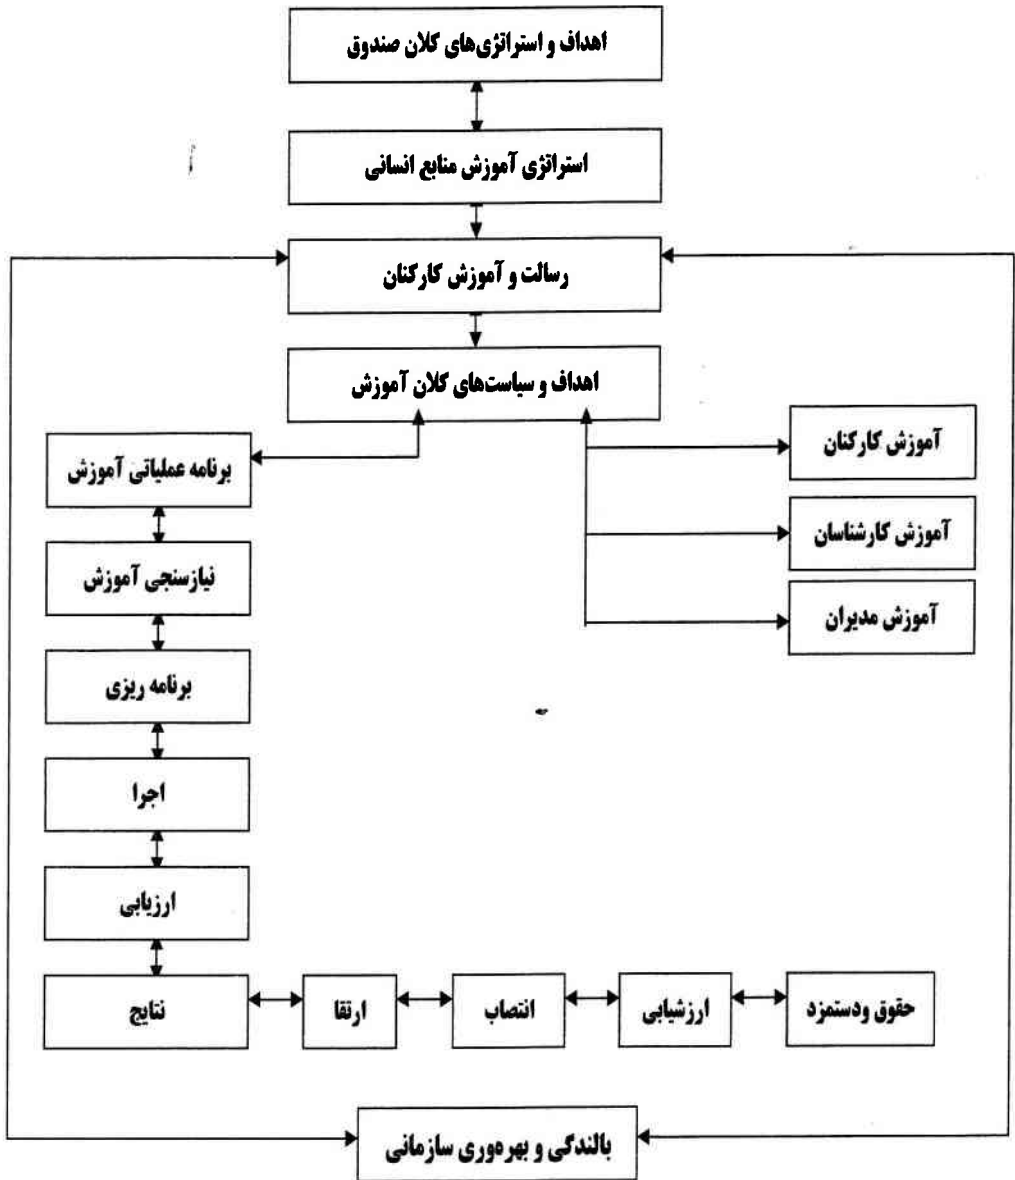 اهداف و استراتژی‌های کلان صندوق
استراتژی آموزش منابع انسانی
رسالت و آموزش کارکنان
اهداف و سیاست‌های کلان آموزش
آموزش کارکنان
آموزش کارشناسان
آموزش مدیران
برنامه عملیاتی آموزش
نیازسنجی آموزش
برنامه ریزی
اجرا
ارزیابی
نتایج
ارتقا
انتصاب
ارزشیابی
حقوق ودستمزد
بالندگی و بهره‌وری سازمانی